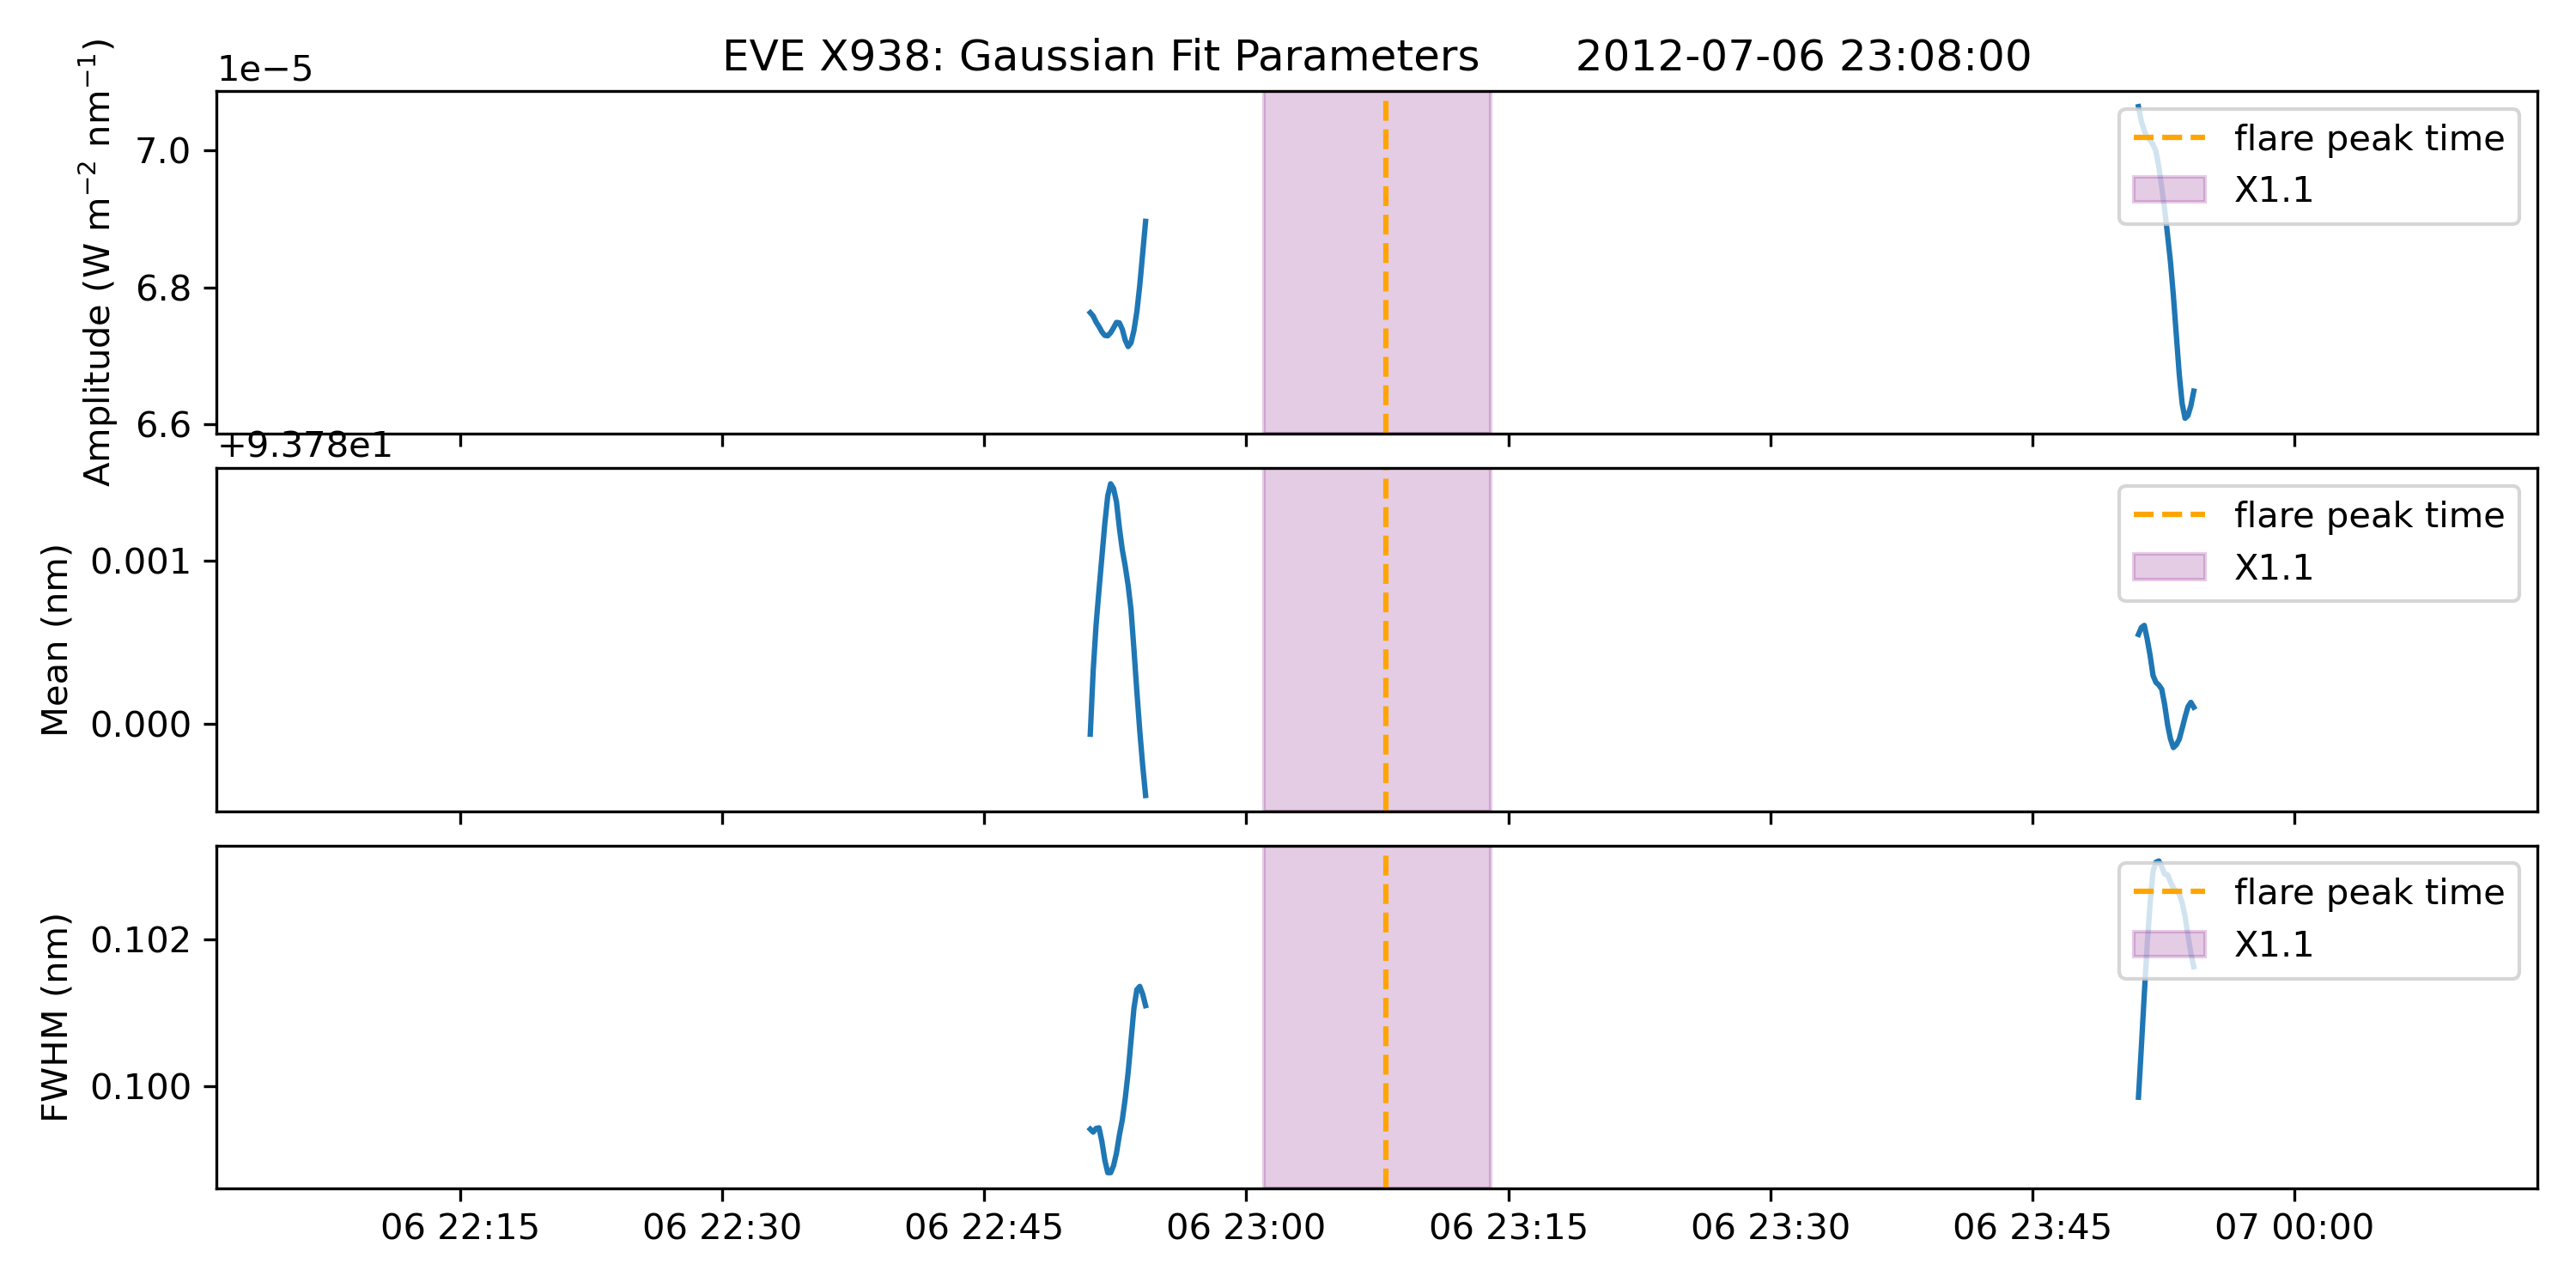 EVE X938: Gaussian Fit Parameters 2012-07-06 23:08:00
1e−5
Amplitude (W m−2 nm−1)
7.0
6.8
6.6
flare peak time
X1.1
+9.378e1
Mean (nm)
0.001
0.000
flare peak time
X1.1
FWHM (nm)
0.102
0.100
flare peak time
X1.1
06 22:15 06 22:30 06 22:45 06 23:00 06 23:15 06 23:30 06 23:45 07 00:00